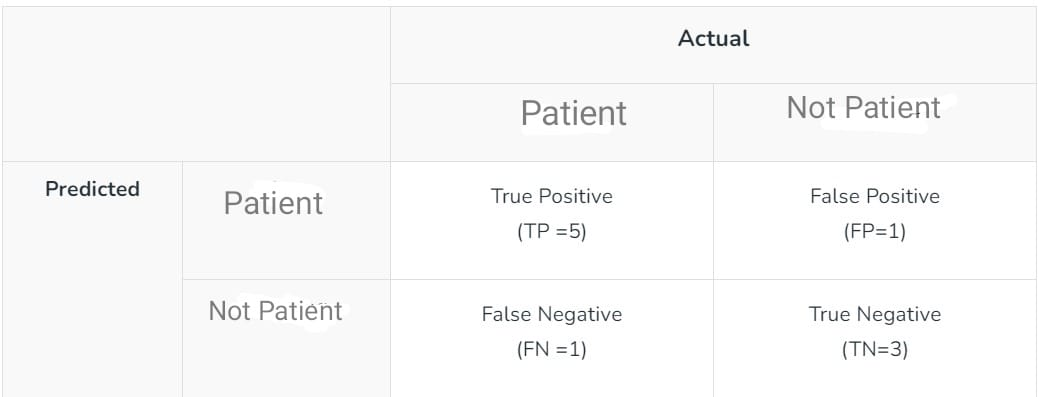 Actual
Patient
Not Patient
Predicted
Patient
True Positive
(TP =5)
False Positive
(FP=1)
Not Patient
False Negative
(FN =1)
True Negative
(TN=3)